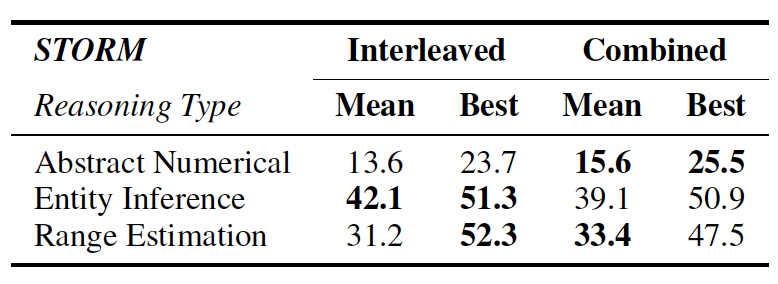 STORM Interleaved Combined
Reasoning Type Mean Best Mean Best
Abstract Numerical 13.6 23.7 15.6 25.5
Entity Inference 42.1 51.3 39.1 50.9
Range Estimation 31.2 52.3 33.4 47.5